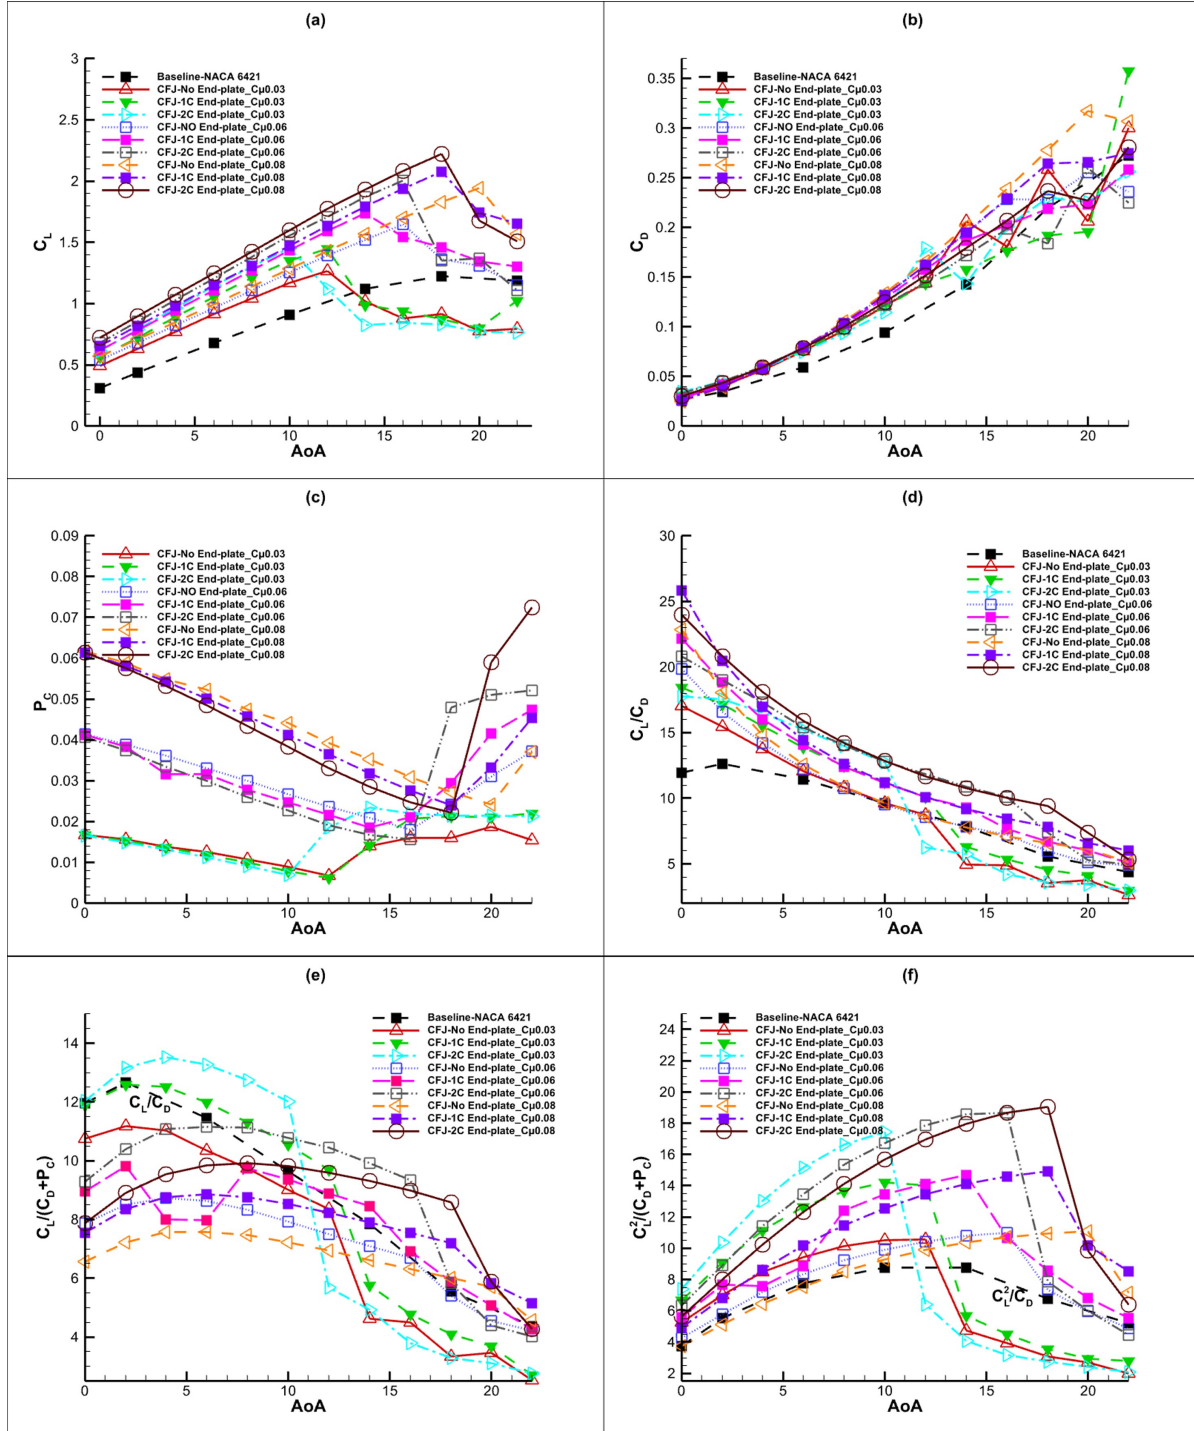 (a)
3
2.5
2
1.5
1
0.5
0
C_L
0
5
10
15
20
AoA
Baseline-NACA 6421
CFJ-No End-plate_Cμ0.03
CFJ-1C End-plate_Cμ0.03
CFJ-2C End-plate_Cμ0.03
CFJ-NO End-plate_Cμ0.06
CFJ-1C End-plate_Cμ0.06
CFJ-2C End-plate_Cμ0.06
CFJ-No End-plate_Cμ0.08
CFJ-1C End-plate_Cμ0.08
CFJ-2C End-plate_Cμ0.08
(b)
0.35
0.3
0.25
0.2
0.15
0.1
0.05
0
C_D
0
5
10
15
20
AoA
Baseline-NACA 6421
CFJ-No End-plate_Cμ0.03
CFJ-1C End-plate_Cμ0.03
CFJ-2C End-plate_Cμ0.03
CFJ-NO End-plate_Cμ0.06
CFJ-1C End-plate_Cμ0.06
CFJ-2C End-plate_Cμ0.06
CFJ-No End-plate_Cμ0.08
CFJ-1C End-plate_Cμ0.08
CFJ-2C End-plate_Cμ0.08
(c)
0.09
0.08
0.07
0.06
0.05
0.04
0.03
0.02
0.01
0
P_C
0
5
10
15
20
AoA
CFJ-No End-plate_Cμ0.03
CFJ-1C End-plate_Cμ0.03
CFJ-2C End-plate_Cμ0.03
CFJ-NO End-plate_Cμ0.06
CFJ-1C End-plate_Cμ0.06
CFJ-2C End-plate_Cμ0.06
CFJ-No End-plate_Cμ0.08
CFJ-1C End-plate_Cμ0.08
CFJ-2C End-plate_Cμ0.08
(d)
30
25
20
15
10
5
C_L/C_D
0
5
10
15
20
AoA
Baseline-NACA 6421
CFJ-No End-plate_Cμ0.03
CFJ-1C End-plate_Cμ0.03
CFJ-2C End-plate_Cμ0.03
CFJ-NO End-plate_Cμ0.06
CFJ-1C End-plate_Cμ0.06
CFJ-2C End-plate_Cμ0.06
CFJ-No End-plate_Cμ0.08
CFJ-1C End-plate_Cμ0.08
CFJ-2C End-plate_Cμ0.08
(e)
14
12
10
8
6
4
C_L/(C_D+P_C)
0
5
10
15
20
AoA
C_L/C_D
Baseline-NACA 6421
CFJ-No End-plate_Cμ0.03
CFJ-1C End-plate_Cμ0.03
CFJ-2C End-plate_Cμ0.03
CFJ-No End-plate_Cμ0.06
CFJ-1C End-plate_Cμ0.06
CFJ-2C End-plate_Cμ0.06
CFJ-No End-plate_Cμ0.08
CFJ-1C End-plate_Cμ0.08
CFJ-2C End-plate_Cμ0.08
(f)
24
22
20
18
16
14
12
10
8
6
4
2
C_L²/(C_D+P_C)
0
5
10
15
20
AoA
C_L²/C_D
Baseline-NACA 6421
CFJ-No End-plate_Cμ0.03
CFJ-1C End-plate_Cμ0.03
CFJ-2C End-plate_Cμ0.03
CFJ-No End-plate_Cμ0.06
CFJ-1C End-plate_Cμ0.06
CFJ-2C End-plate_Cμ0.06
CFJ-No End-plate_Cμ0.08
CFJ-1C End-plate_Cμ0.08
CFJ-2C End-plate_Cμ0.08